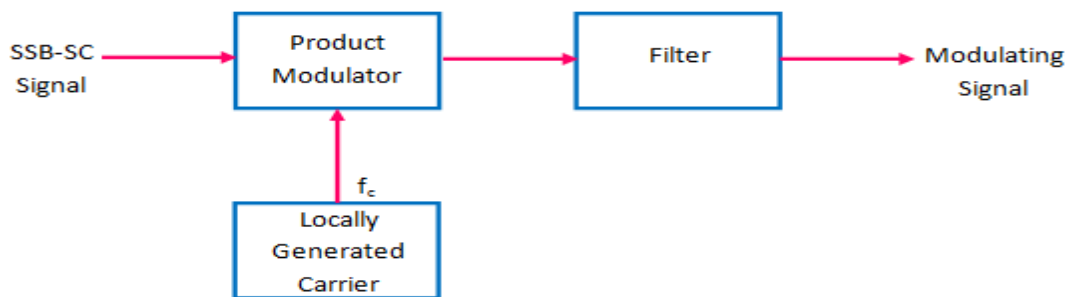 SSB-SC
Signal
Product
Modulator
Filter
Modulating
Signal
fc
Locally
Generated
Carrier